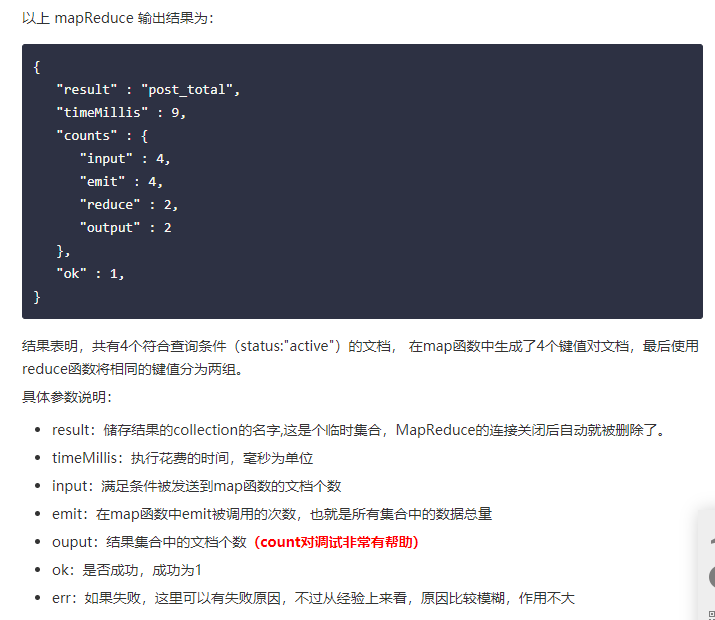 以上 mapReduce 输出结果为：
{
"result" : "post_total",
"timeMillis" : 9,
"counts" : {
"input" : 4,
"emit" : 4,
"reduce" : 2,
"output" : 2
},
"ok" : 1,
}
结果表明，共有4个符合查询条件（status:"active"）的文档， 在map函数中生成了4个键值对文档，最后使用
reduce函数将相同的键值分为两组。
具体参数说明：
result：储存结果的collection的名字,这是个临时集合，MapReduce的连接关闭后自动就被删除了。
timeMillis：执行花费的时间，毫秒为单位
input：满足条件被发送到map函数的文档个数
emit：在map函数中emit被调用的次数，也就是所有集合中的数据总量
ouput：结果集合中的文档个数（count对调试非常有帮助）
ok：是否成功，成功为1
err：如果失败，这里可以有失败原因，不过从经验上来看，原因比较模糊，作用不大